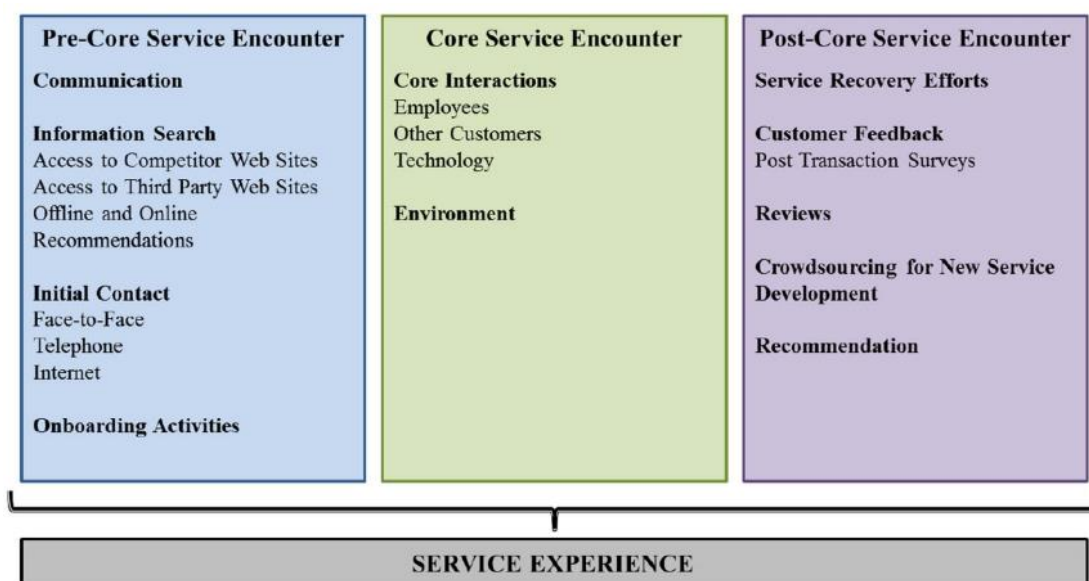 Pre-Core Service Encounter
Communication
Information Search
Access to Competitor Web Sites
Access to Third Party Web Sites
Offline and Online
Recommendations
Initial Contact
Face-to-Face
Telephone
Internet
Onboarding Activities
Core Service Encounter
Core Interactions
Employees
Other Customers
Technology
Environment
Post-Core Service Encounter
Service Recovery Efforts
Customer Feedback
Post Transaction Surveys
Reviews
Crowdsourcing for New Service
Development
Recommendation
SERVICE EXPERIENCE